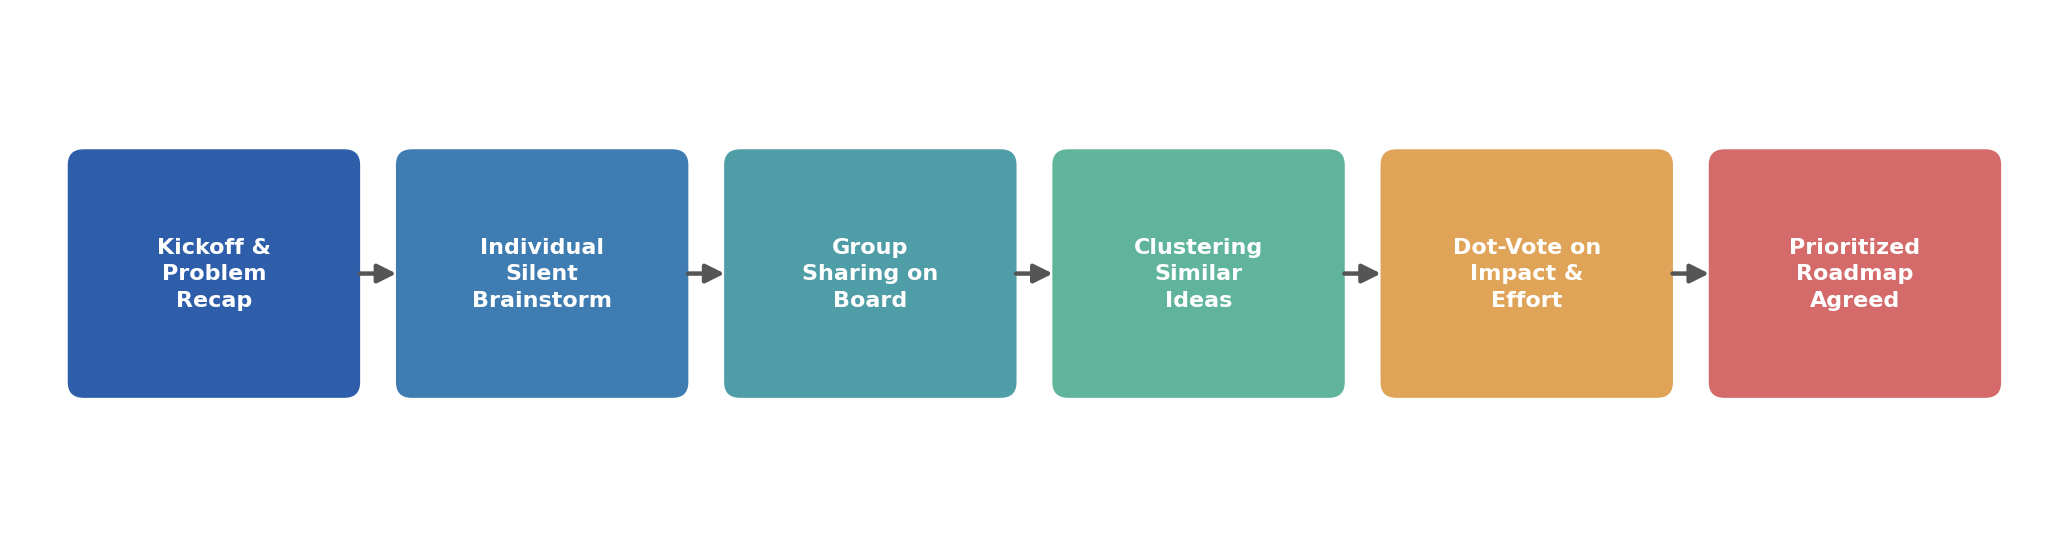 Kickoff &
Problem
Recap
Individual
Silent
Brainstorm
Group
Sharing on
Board
Clustering
Similar
Ideas
Dot-Vote on
Impact &
Effort
Prioritized
Roadmap
Agreed